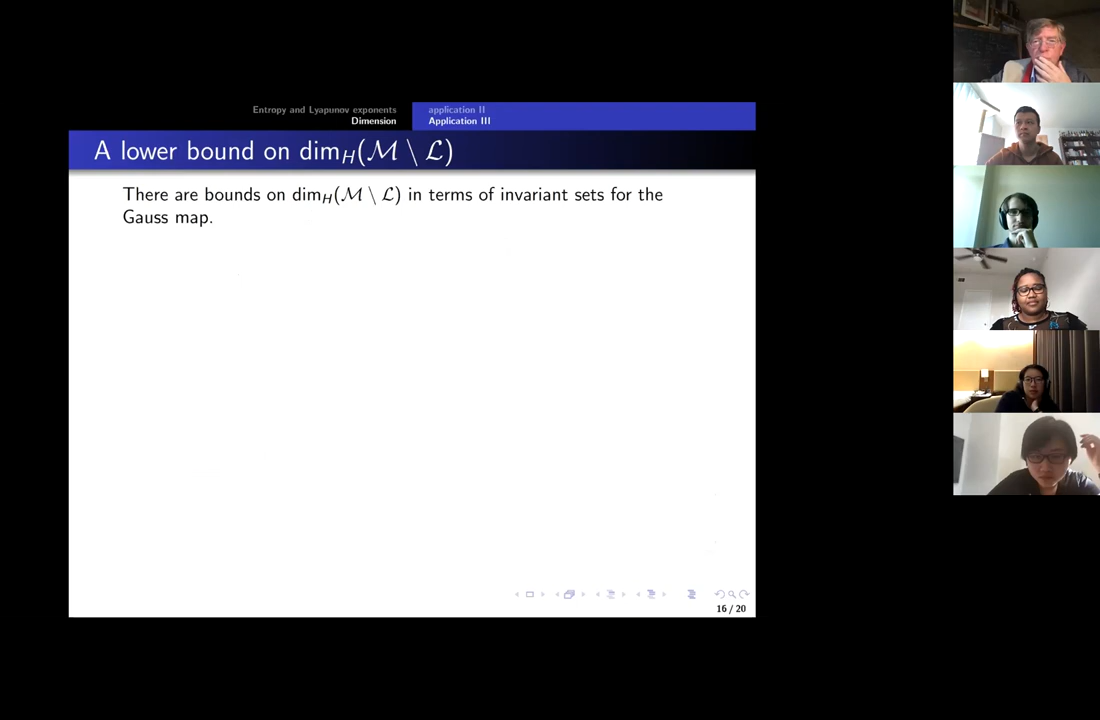 Entropy and Lyapunov exponents
Dimension
application II
Application III
A lower bound on dim_H(ℳ \ ℒ)
There are bounds on dim_H(ℳ \ ℒ) in terms of invariant sets for the
Gauss map.
16 / 20